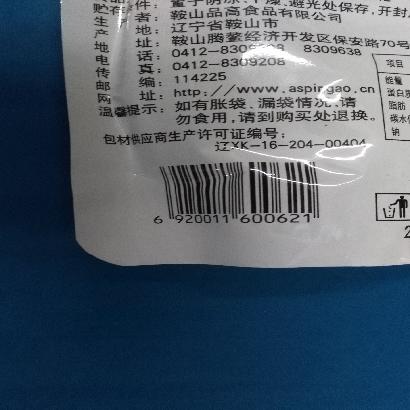 贮存条件:置于阴凉、干燥、避光处保存,开封
生产者:鞍山品高食品有限公司
产地:辽宁省鞍山市
地址:鞍山腾鳌经济开发区保安路70号
电话:0412-8309638
传真:0412-8309208
邮编:114225
网址:http://www.aspingao.cn
温馨提示:如有胀袋、漏袋情况,请
勿食用,请到购买处退换。
包材供应商生产许可证编号:
辽XK-16-204-00404
6 920011 600621
项目
能量
蛋白质
脂肪
碳水
钠
2